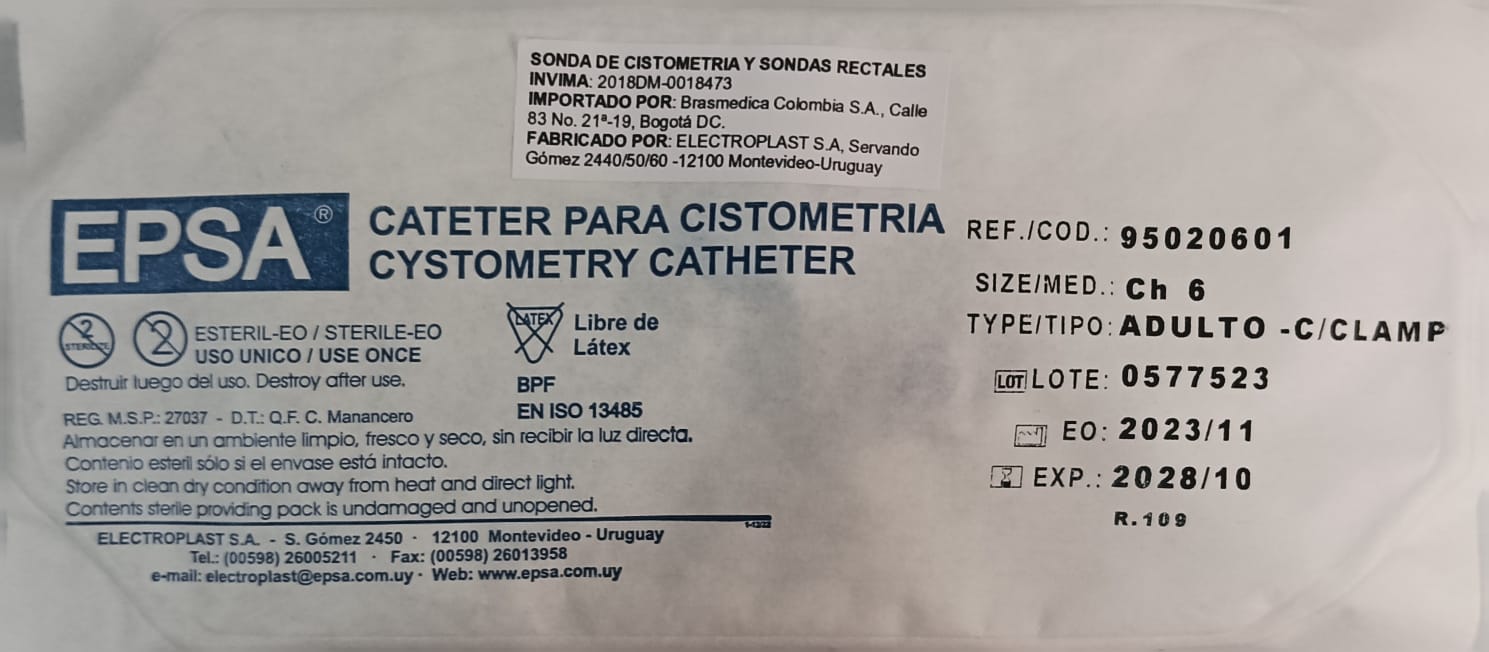 SONDA DE CISTOMETRIA Y SONDAS RECTALES
INVIMA: 2018DM-0018473
IMPORTADO POR: Brasmedica Colombia S.A., Calle
83 No. 21ª-19, Bogotá DC.
FABRICADO POR: ELECTROPLAST S.A, Servando
Gómez 2440/50/60 -12100 Montevideo-Uruguay
EPSA®
CATETER PARA CISTOMETRIA
CYSTOMETRY CATHETER
2
STERILIZE
2
ESTERIL-EO / STERILE-EO
USO UNICO / USE ONCE
Destruir luego del uso. Destroy after use.
LATEX
Libre de
Látex
BPF
EN ISO 13485
REG. M.S.P.: 27037 - D.T.: Q.F. C. Manancero
Almacenar en un ambiente limpio, fresco y seco, sin recibir la luz directa.
Contenio esteril sólo si el envase está intacto.
Store in clean dry condition away from heat and direct light.
Contents sterile providing pack is undamaged and unopened.
ELECTROPLAST S.A. - S. Gómez 2450 · 12100 Montevideo - Uruguay
Tel.: (00598) 26005211 · Fax: (00598) 26013958
e-mail: electroplast@epsa.com.uy · Web: www.epsa.com.uy
REF./COD.: 95020601
SIZE/MED.: Ch 6
TYPE/TIPO: ADULTO -C/CLAMP
LOT LOTE: 0577523
EO: 2023/11
EXP.: 2028/10
R.109